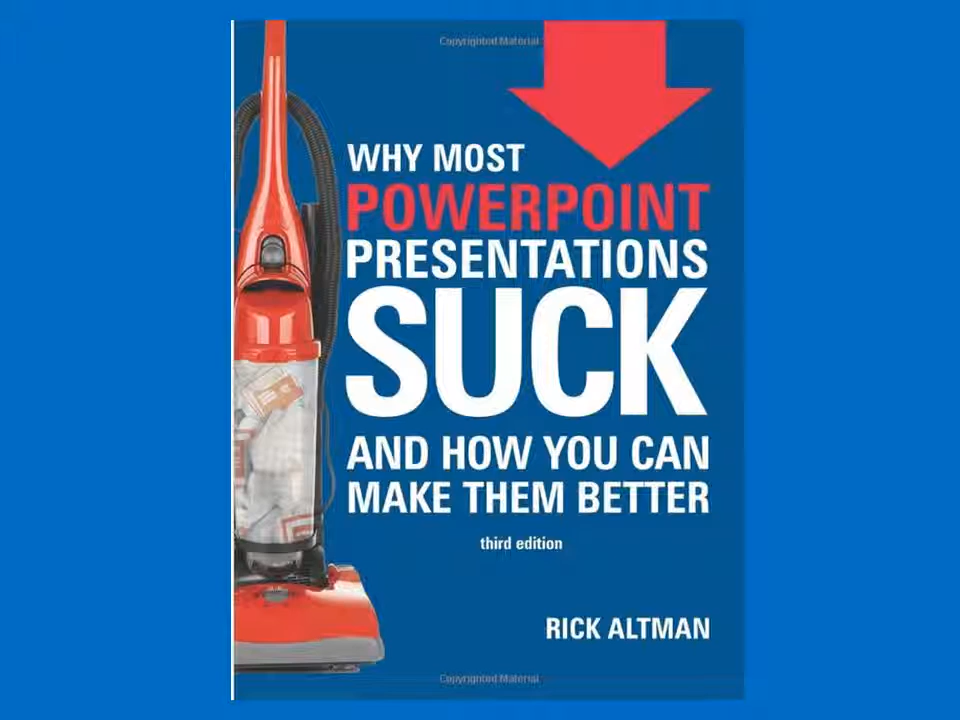 Copyrighted Material
WHY MOST
POWERPOINT
PRESENTATIONS
SUCK
AND HOW YOU CAN
MAKE THEM BETTER
third edition
RICK ALTMAN
Copyrighted Material